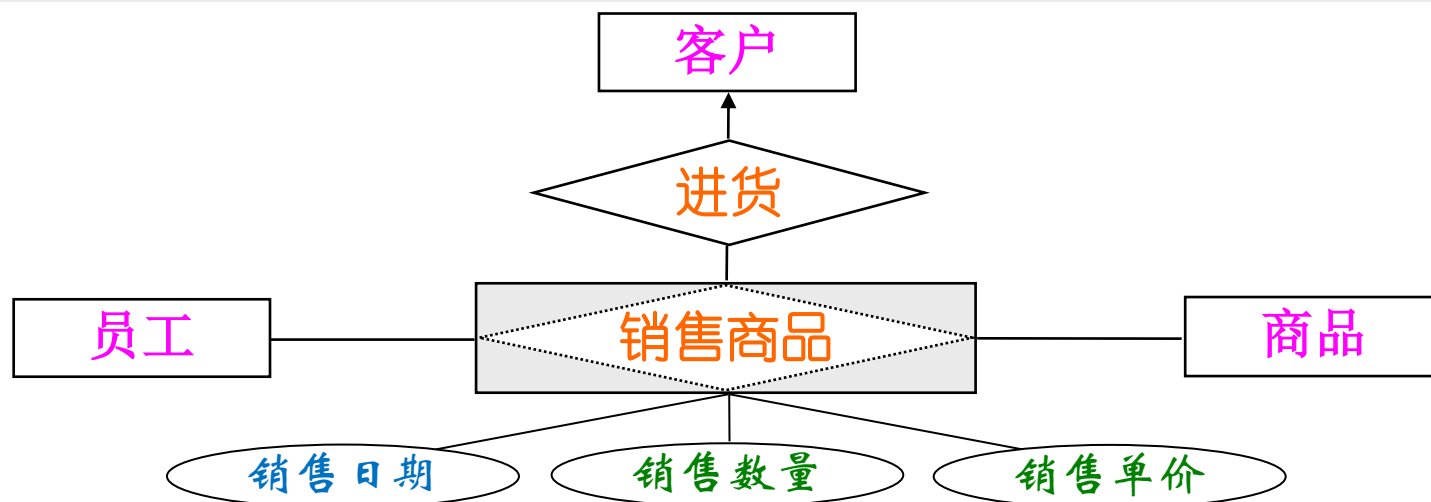 客户
进货
员工
销售商品
商品
销售日期
销售数量
销售单价